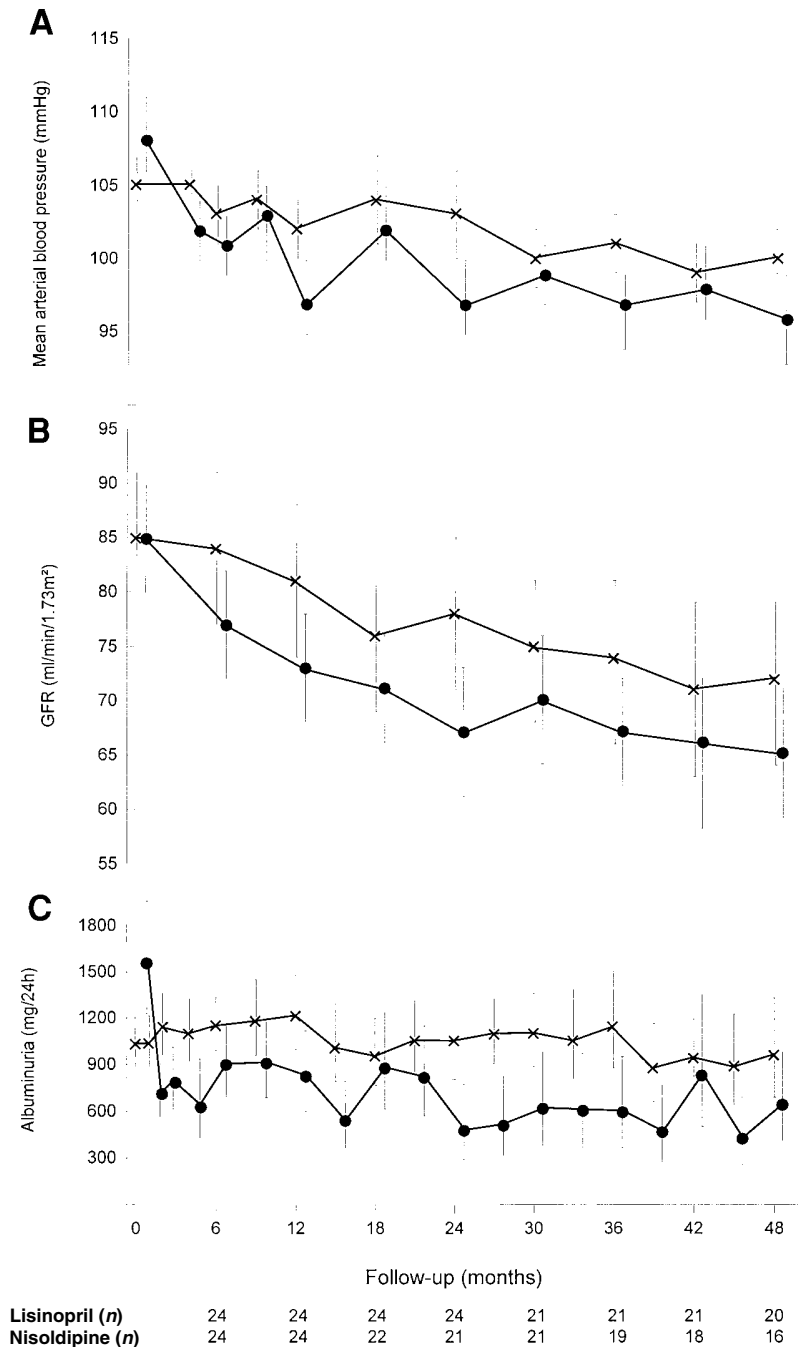 A
Mean arterial blood pressure (mmHg)
115
110
105
100
95
B
GFR (ml/min/1.73m²)
95
90
85
80
75
70
65
60
55
C
Albuminuria (mg/24h)
1800
1500
1200
900
600
300
0 6 12 18 24 30 36 42 48
Follow-up (months)
Lisinopril (n) 24 24 24 24 21 21 21 20
Nisoldipine (n) 24 24 22 21 21 19 18 16